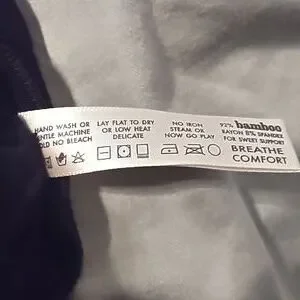 HAND WASH OR
GENTLE MACHINE
COLD NO BLEACH
LAY FLAT TO DRY
OR LOW HEAT
DELICATE
NO IRON
STEAM OK
NOW GO PLAY
92% bamboo
RAYON 8% SPANDEX
FOR SWEET SUPPORT
BREATHE
COMFORT